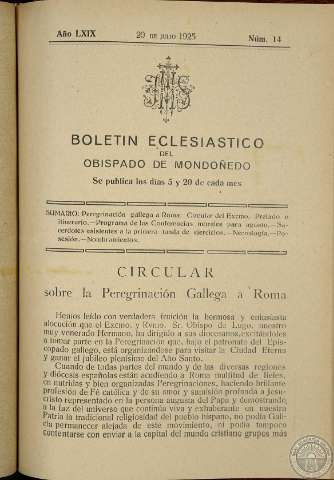 Año LXIX 20 DE JULIO 1925 Núm. 14
BOLETIN ECLESIASTICO
DEL
OBISPADO DE MONDOÑEDO
Se publica los días 5 y 20 de cada mes
SUMARIO: Peregrinación gallega a Roma Circular del Excmo. Prelado e
itinerario.—Programa de las Conferencias morales para agosto.—Sa-
cerdotes asistentes a la primera tanda de ejercicios.—Necrología.—Po-
sesión.—Nombramientos.
CIRCULAR
sobre la Peregrinación Gallega a Roma
Hemos leído con verdadera fruición la hermosa y entusiasta
alocución que el Excmo. y Rvmo. Sr. Obispo de Lugo, nuestro
muy venerado Hermano, ha dirigido a sus diocesanos, excitándoles
a tomar parte en la Peregrinación que, bajo el patronato del Epis-
copado gallego, está organizándose para visitar la Ciudad Eterna
y ganar el jubileo plenísimo del Año Santo.
Cuando de todas partes del mundo y de las diversas regiones
y diócesis españolas están acudiendo a Roma multitud de fieles,
en nutridas y bien organizadas Peregrinaciones, haciendo brillante
profesión de Fé católica y de su amor y sumisión profunda a Jesu-
cristo representado en la persona augusta del Papa y demostrando
a la faz del universo que continúa viva y exhuberante en nuestra
Patria la tradicional religiosidad del pueblo hispano, no podía Gali-
cia permanecer alejada de este movimiento, ni podía tampoco
contentarse con enviar a la capital del mundo cristiano grupos más